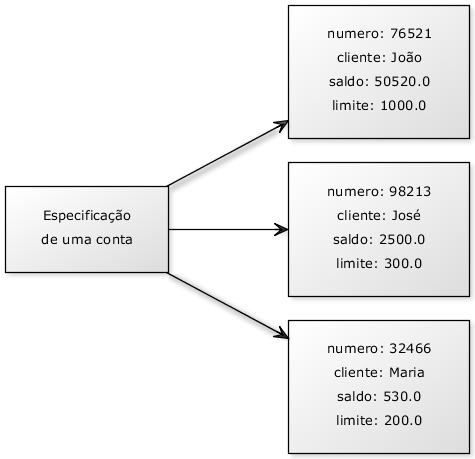 Especificação
de uma conta
numero: 76521
cliente: João
saldo: 50520.0
limite: 1000.0
numero: 98213
cliente: José
saldo: 2500.0
limite: 300.0
numero: 32466
cliente: Maria
saldo: 530.0
limite: 200.0